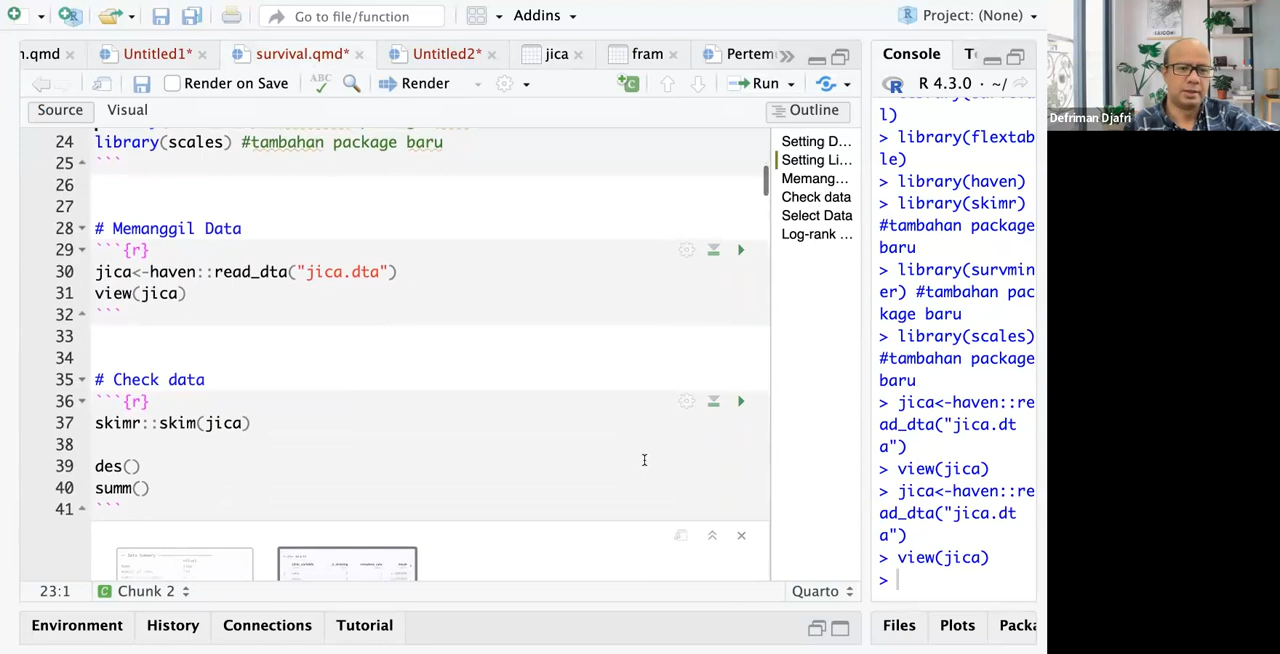 Go to file/function
Addins
Project: (None)
n.qmd
Untitled1*
survival.qmd*
Untitled2*
jica
fram
Pertem
Render on Save
ABC
Render
Run
Source
Visual
Outline
24 library(scales) #tambahan package baru
25 ```
26
27
28 # Memanggil Data
29 ```{r}
30 jica<-haven::read_dta("jica.dta")
31 view(jica)
32 ```
33
34
35 # Check data
36 ```{r}
37 skimr::skim(jica)
38
39 des()
40 summ()
41 ```
23:1
Chunk 2
Quarto
Setting D...
Setting Li...
Memang...
Check data
Select Data
Log-rank ...
Environment
History
Connections
Tutorial
Console
R 4.3.0 · ~/
l)
> library(flextab
le)
> library(haven)
> library(skimr)
#tambahan package
baru
> library(survmin
er) #tambahan pac
kage baru
> library(scales)
#tambahan package
baru
> jica<-haven::re
ad_dta("jica.dt
a")
> view(jica)
> jica<-haven::re
ad_dta("jica.dt
a")
> view(jica)
>
Files
Plots
Packa
Defriman Djafri